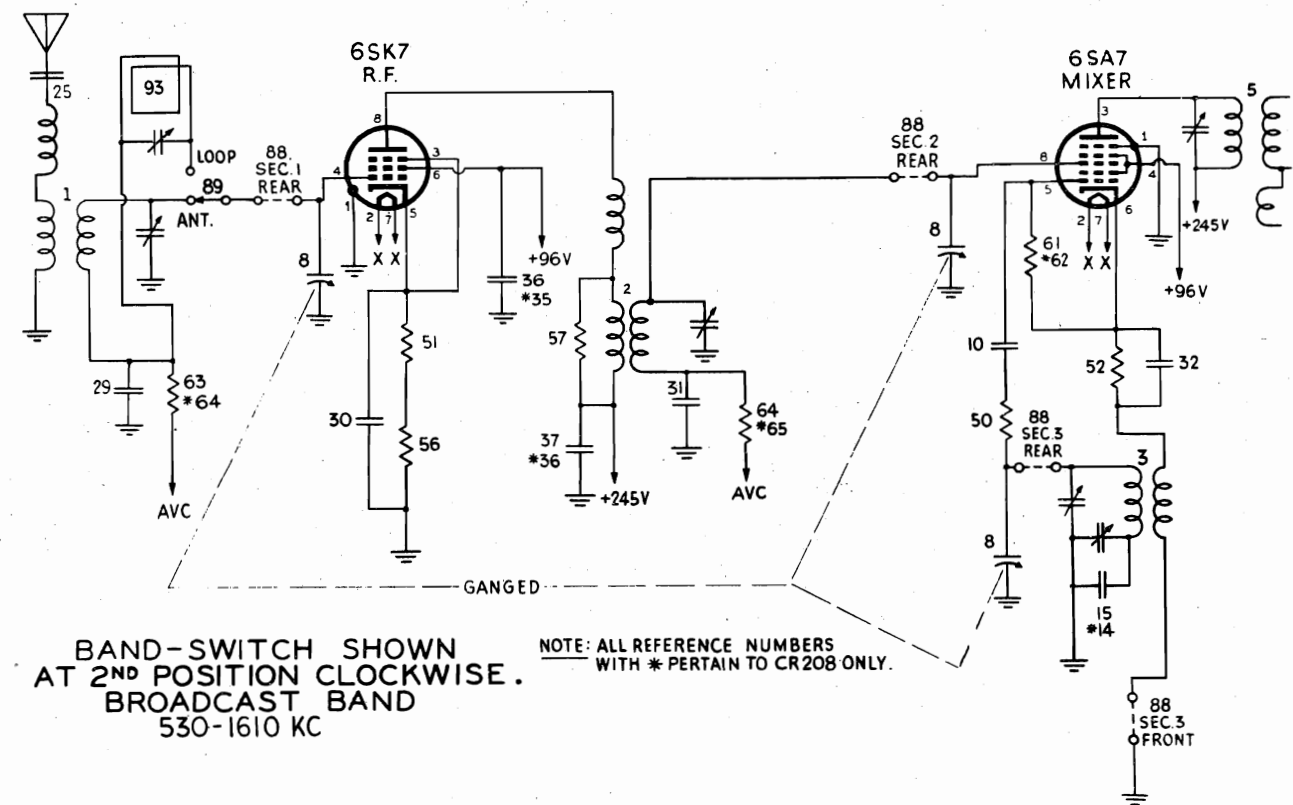 6SK7
R.F.
6SA7
MIXER
25
93
LOOP
89
ANT.
88
SEC.1
REAR
1
8
4
1
8
3
6
2
7
5
X X
+96V
36
*35
29
63
*64
AVC
30
51
56
57
2
37
*36
+245V
31
64
*65
AVC
88
SEC.2
REAR
8
3
1
8
5
4
2
7
6
X X
61
*62
5
+245V
+96V
10
50
52
32
88
SEC.3
REAR
3
8
15
*14
88
SEC.3
FRONT
GANGED
BAND-SWITCH SHOWN
AT 2ND POSITION CLOCKWISE.
BROADCAST BAND
530-1610 KC
NOTE: ALL REFERENCE NUMBERS
WITH * PERTAIN TO CR208 ONLY.